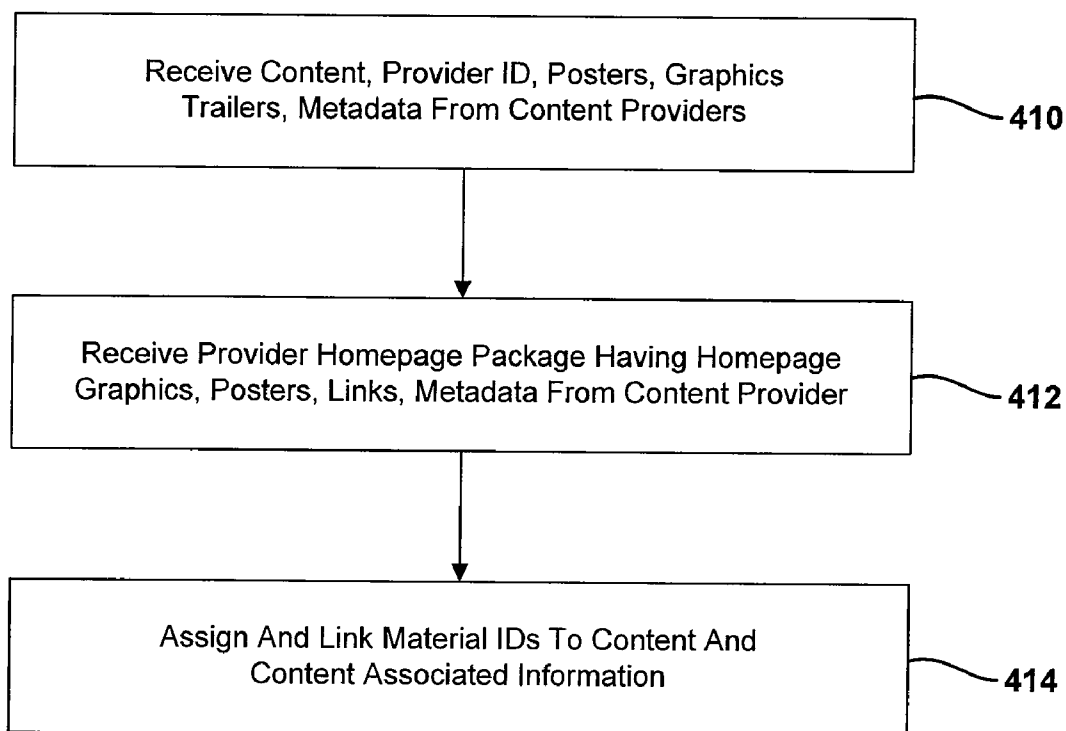 Receive Content, Provider ID, Posters, Graphics
Trailers, Metadata From Content Providers
410
Receive Provider Homepage Package Having Homepage
Graphics, Posters, Links, Metadata From Content Provider
412
Assign And Link Material IDs To Content And
Content Associated Information
414